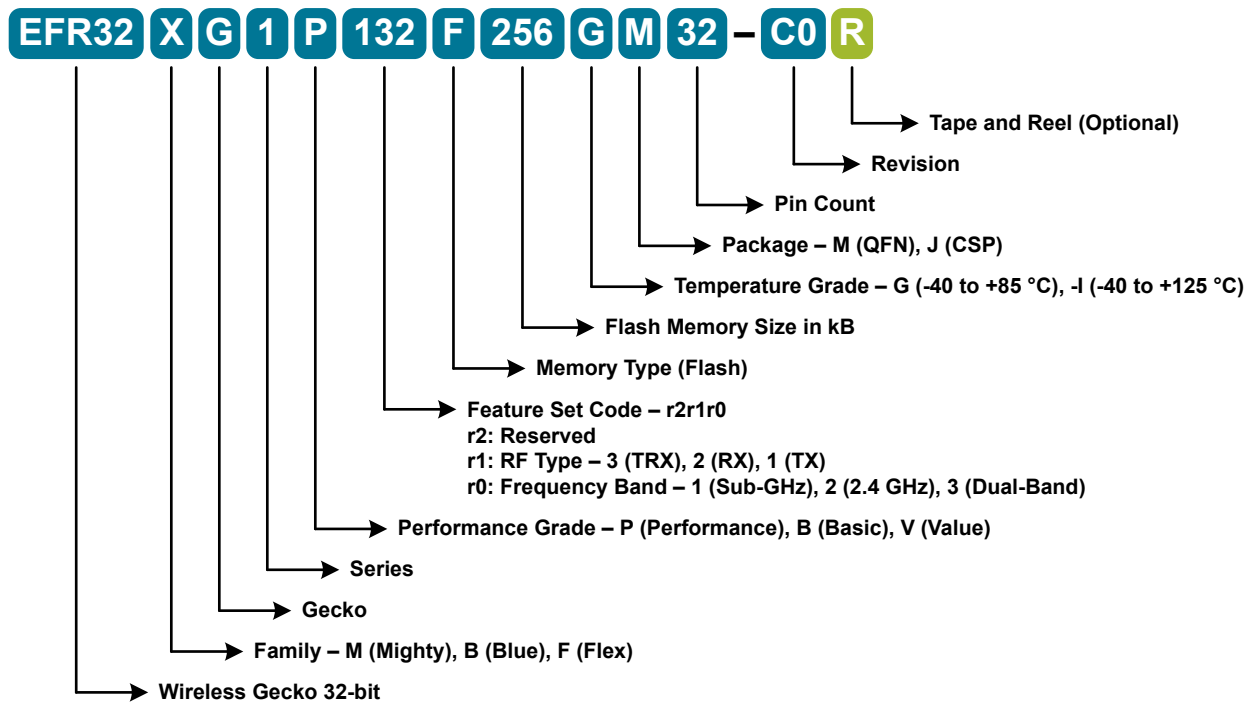 EFR32 X G 1 P 132 F 256 G M 32 – C0 R
Tape and Reel (Optional)
Revision
Pin Count
Package – M (QFN), J (CSP)
Temperature Grade – G (-40 to +85 °C), -I (-40 to +125 °C)
Flash Memory Size in kB
Memory Type (Flash)
Feature Set Code – r2r1r0
r2: Reserved
r1: RF Type – 3 (TRX), 2 (RX), 1 (TX)
r0: Frequency Band – 1 (Sub-GHz), 2 (2.4 GHz), 3 (Dual-Band)
Performance Grade – P (Performance), B (Basic), V (Value)
Series
Gecko
Family – M (Mighty), B (Blue), F (Flex)
Wireless Gecko 32-bit